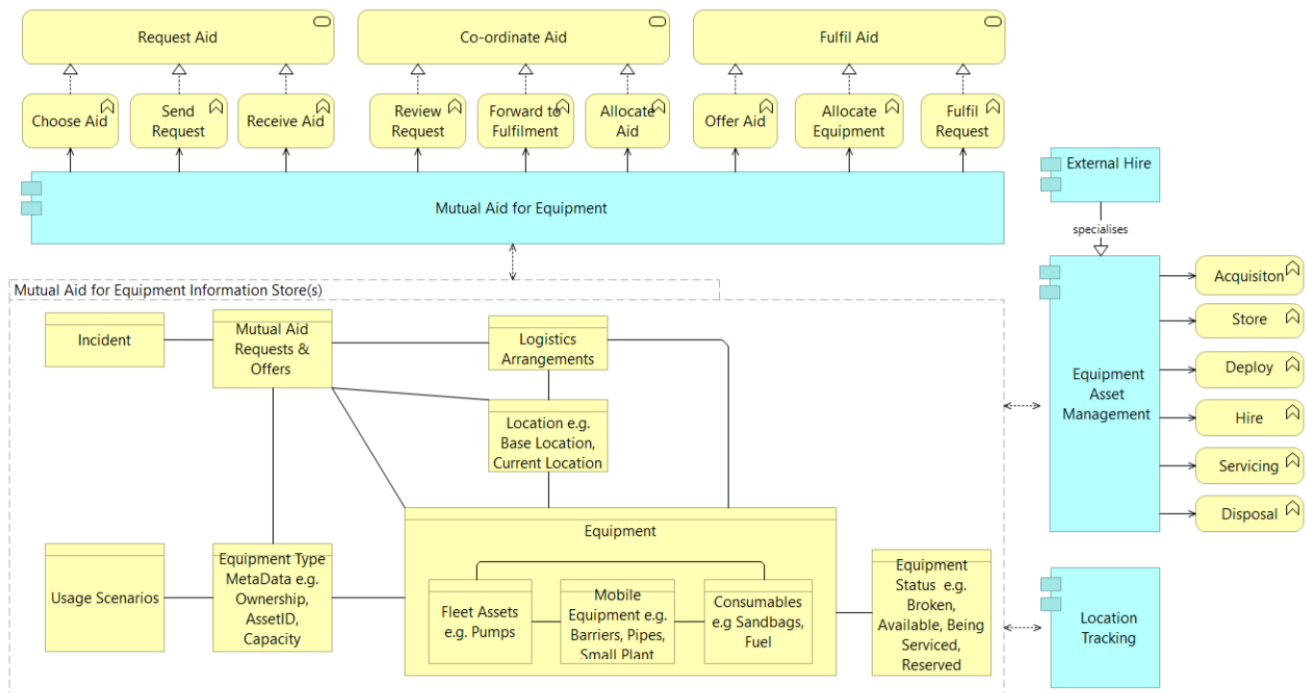 Request Aid
Co-ordinate Aid
Fulfil Aid
Choose Aid
Send
Request
Receive Aid
Review
Request
Forward to
Fulfilment
Allocate
Aid
Offer Aid
Allocate
Equipment
Fulfil
Request
Mutual Aid for Equipment
External Hire
specialises
Equipment
Asset
Management
Acquisiton
Store
Deploy
Hire
Servicing
Disposal
Location
Tracking
Mutual Aid for Equipment Information Store(s)
Incident
Mutual Aid
Requests &
Offers
Logistics
Arrangements
Location e.g.
Base Location,
Current Location
Usage Scenarios
Equipment Type
MetaData e.g.
Ownership,
AssetID,
Capacity
Equipment
Fleet Assets
e.g. Pumps
Mobile
Equipment e.g.
Barriers, Pipes,
Small Plant
Consumables
e.g Sandbags,
Fuel
Equipment
Status e.g.
Broken,
Available, Being
Serviced,
Reserved